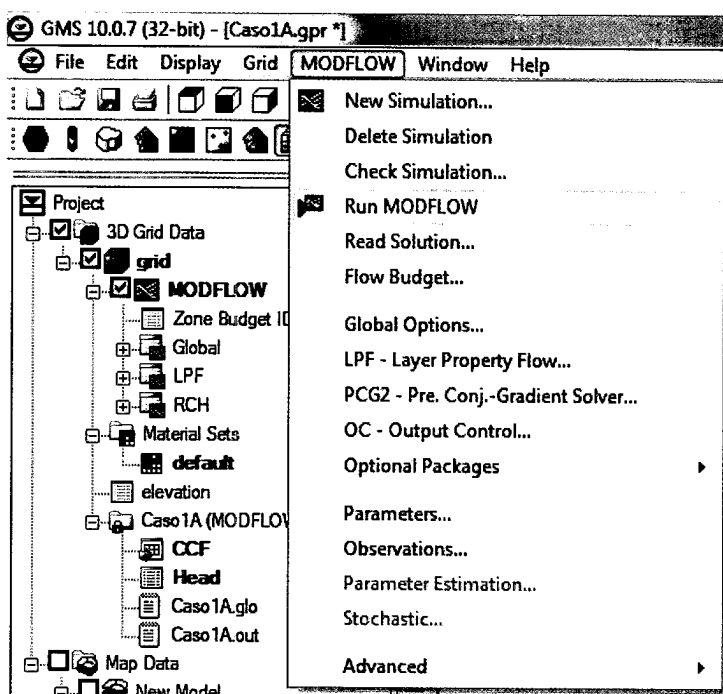 GMS 10.0.7 (32-bit) - [Caso1A.gpr *]
File Edit Display Grid MODFLOW Window Help
New Simulation...
Delete Simulation
Check Simulation...
Run MODFLOW
Read Solution...
Flow Budget...
Global Options...
LPF - Layer Property Flow...
PCG2 - Pre. Conj.-Gradient Solver...
OC - Output Control...
Optional Packages
Parameters...
Observations...
Parameter Estimation...
Stochastic...
Advanced
Project
3D Grid Data
grid
MODFLOW
Zone Budget ID
Global
LPF
RCH
Material Sets
default
elevation
Caso1A (MODFLOW
CCF
Head
Caso1A.glo
Caso1A.out
Map Data
New Model